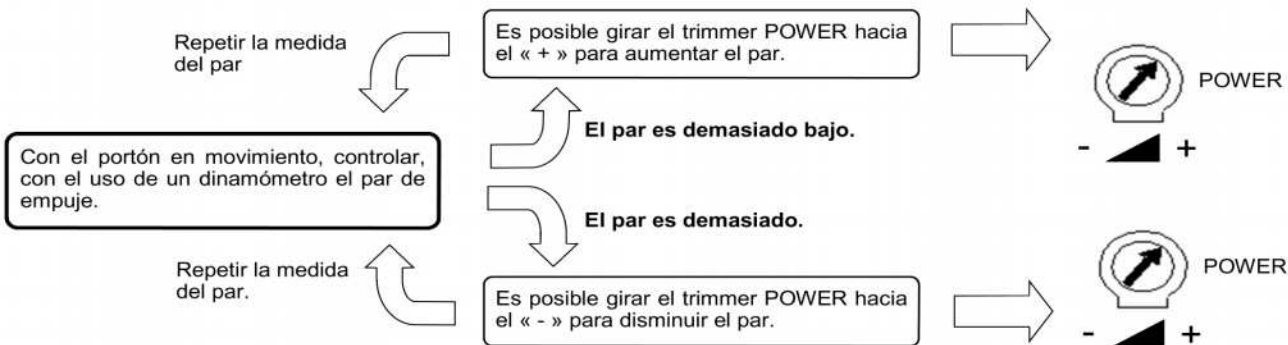 Repetir la medida
del par
Es posible girar el trimmer POWER hacia
el « + » para aumentar el par.
POWER
- +
El par es demasiado bajo.
Con el portón en movimiento, controlar,
con el uso de un dinamómetro el par de
empuje.
El par es demasiado.
Repetir la medida
del par.
Es posible girar el trimmer POWER hacia
el « - » para disminuir el par.
POWER
- +